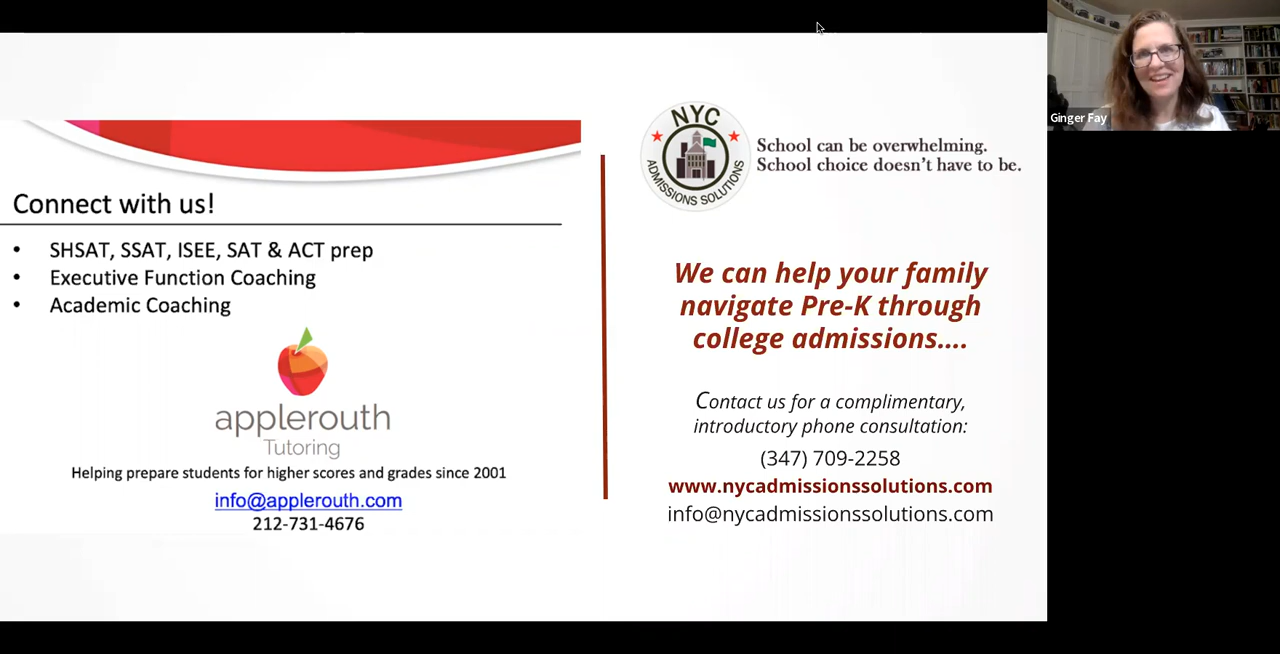 Connect with us!
• SHSAT, SSAT, ISEE, SAT & ACT prep
• Executive Function Coaching
• Academic Coaching
applerouth
Tutoring
Helping prepare students for higher scores and grades since 2001
info@applerouth.com
212-731-4676
NYC
ADMISSIONS SOLUTIONS
School can be overwhelming.
School choice doesn't have to be.
We can help your family
navigate Pre-K through
college admissions....
Contact us for a complimentary,
introductory phone consultation:
(347) 709-2258
www.nycadmissionssolutions.com
info@nycadmissionssolutions.com
Ginger Fay